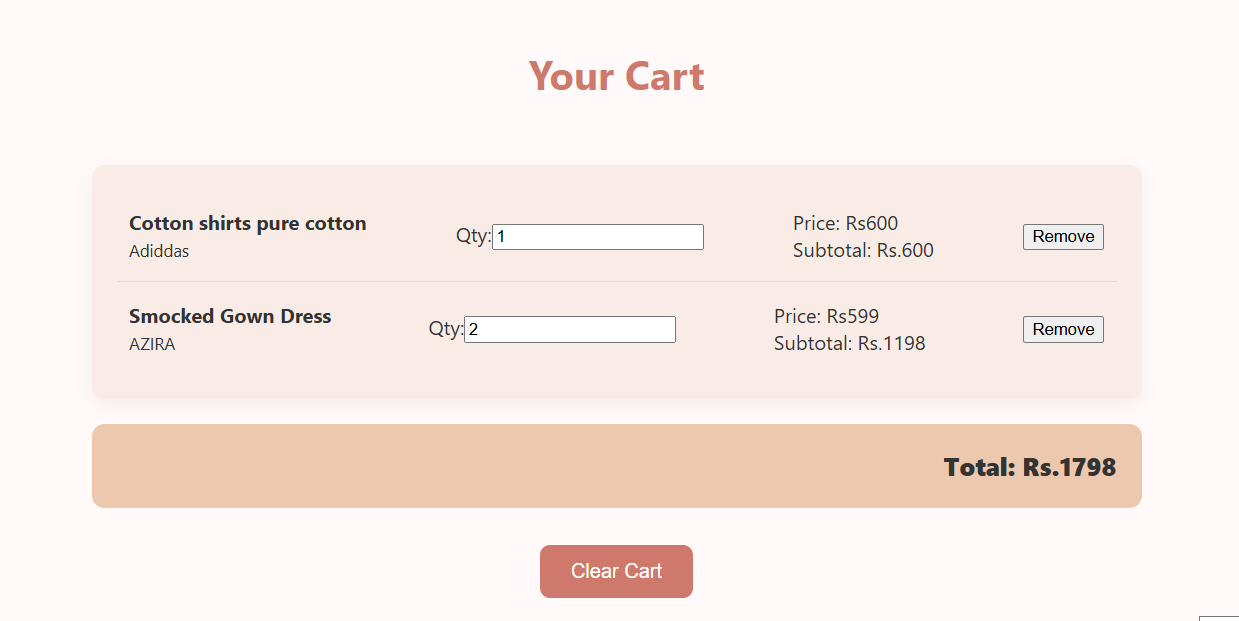 Your Cart
Cotton shirts pure cotton
Adiddas
Qty: 1
Price: Rs600
Subtotal: Rs.600
Remove
Smocked Gown Dress
AZIRA
Qty: 2
Price: Rs599
Subtotal: Rs.1198
Remove
Total: Rs.1798
Clear Cart